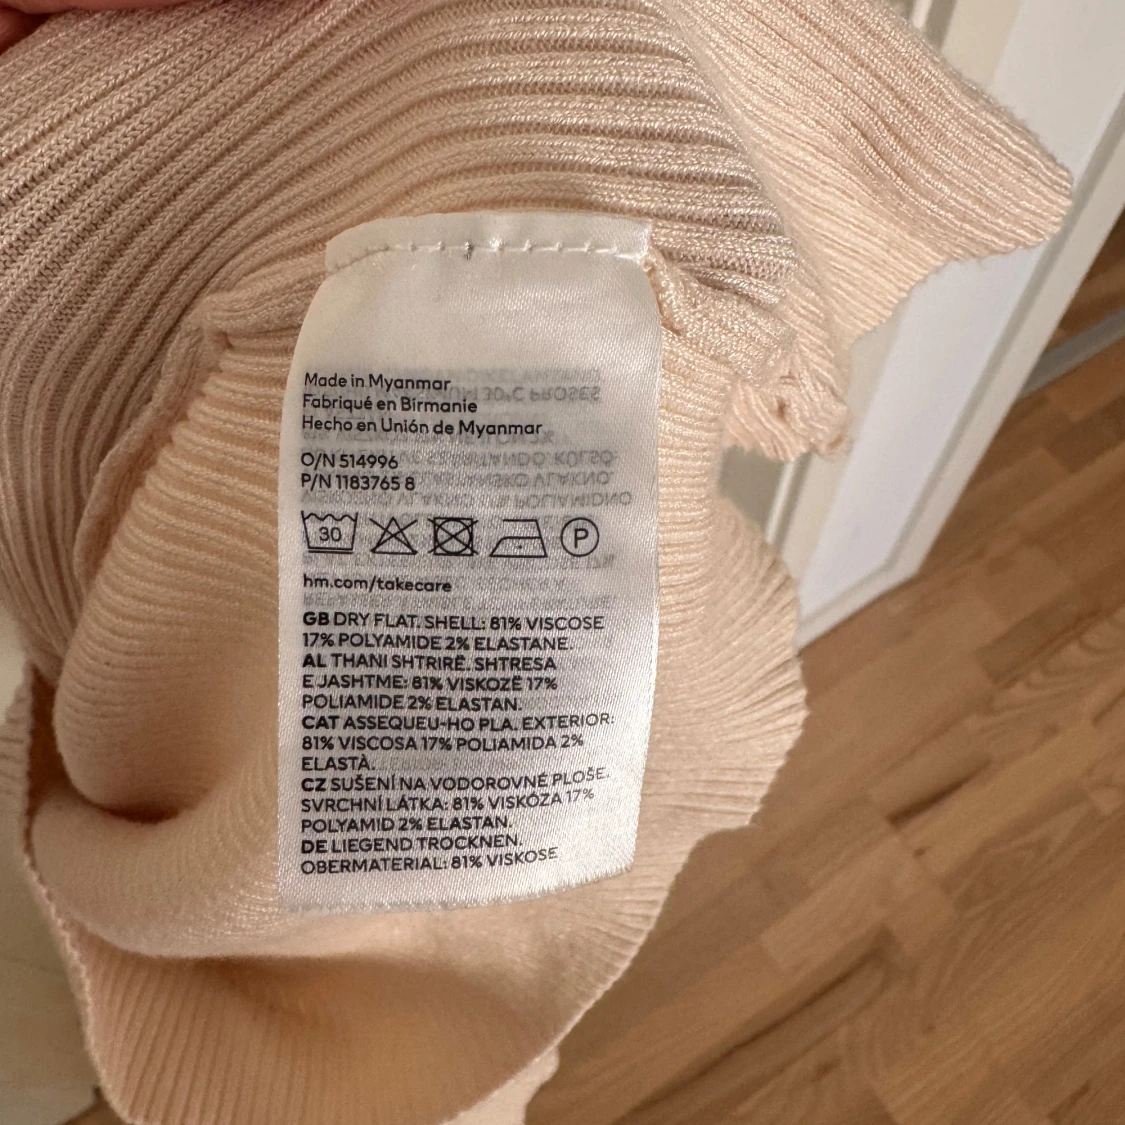 Made in Myanmar
Fabriqué en Birmanie
Hecho en Unión de Myanmar
O/N 514996
P/N 1183765 8
30
P
hm.com/takecare
GB DRY FLAT. SHELL: 81% VISCOSE
17% POLYAMIDE 2% ELASTANE.
AL THANI SHTRIRË. SHTRESA
E JASHTME: 81% VISKOZË 17%
POLIAMIDE 2% ELASTAN.
CAT ASSEQUEU-HO PLA. EXTERIOR:
81% VISCOSA 17% POLIAMIDA 2%
ELASTÀ.
CZ SUŠENÍ NA VODOROVNÉ PLOŠE.
SVRCHNÍ LÁTKA: 81% VISKÓZA 17%
POLYAMID 2% ELASTAN.
DE LIEGEND TROCKNEN.
OBERMATERIAL: 81% VISKOSE